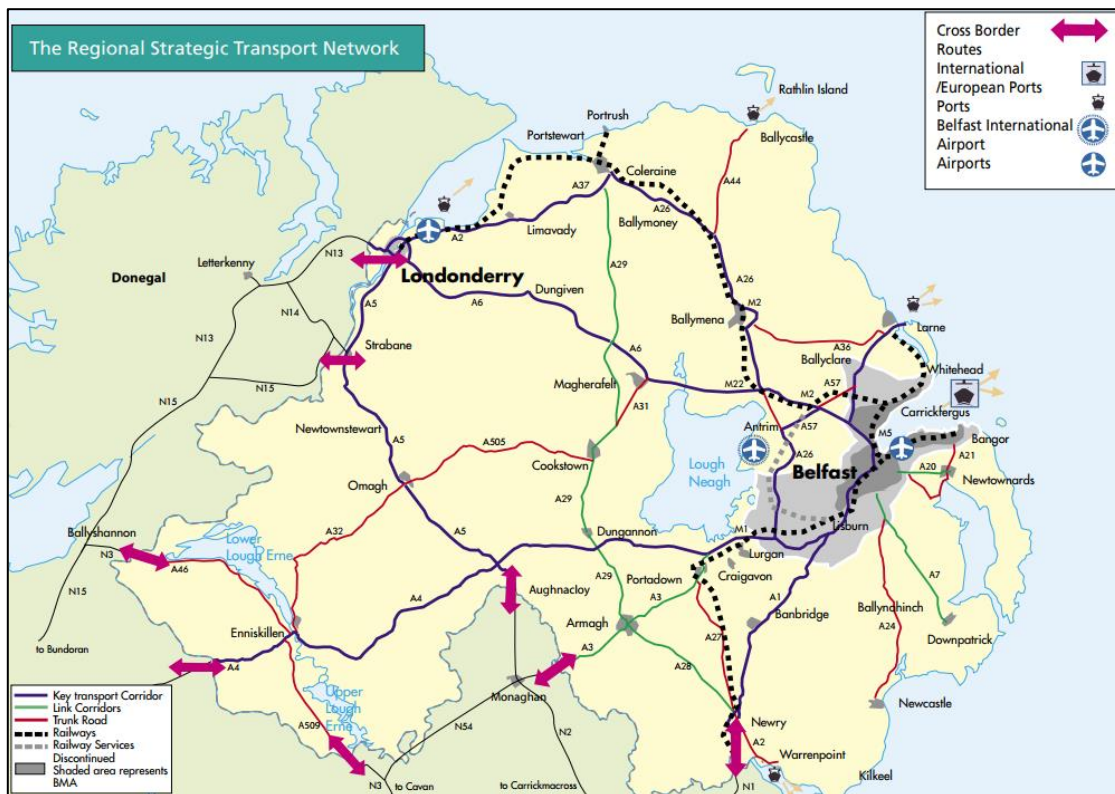 The Regional Strategic Transport Network
Cross Border
Routes
International
/European Ports
Ports
Belfast International
Airport
Airports
Rathlin Island
Portrush
Portstewart
Ballycastle
Coleraine
A37
A44
A2
Limavady
Ballymoney
A26
N13
Letterkenny
Donegal
Londonderry
A29
A5
A6
Dungiven
A26
M2
N14
Ballymena
Larne
N13
Strabane
A6
A36
Ballyclare
N15
Magherafelt
M22
M2
A57
Whitehead
N15
A31
Carrickfergus
Newtownstewart
A5
A505
Antrim
A57
M5
Bangor
Cookstown
A26
Belfast
A21
A20
Newtownards
Omagh
Lough
Neagh
A29
A32
Ballyshannon
Lower
Lough Erne
A5
Dungannon
M1
Lisburn
N3
A46
Lurgan
N15
A4
Aughnacloy
A29
Portadown
Craigavon
A3
A1
A7
Enniskillen
Armagh
Banbridge
Ballynahinch
to Bundoran
A27
A24
Downpatrick
A4
A3
A28
Monaghan
Upper
Lough
Erne
Newcastle
A509
N54
Newry
N2
A2
Warrenpoint
Kilkeel
N3
to Cavan
to Carrickmacross
N1
Key transport Corridor
Link Corridors
Trunk Road
Railways
Railway Services
Discontinued
Shaded area represents
BMA